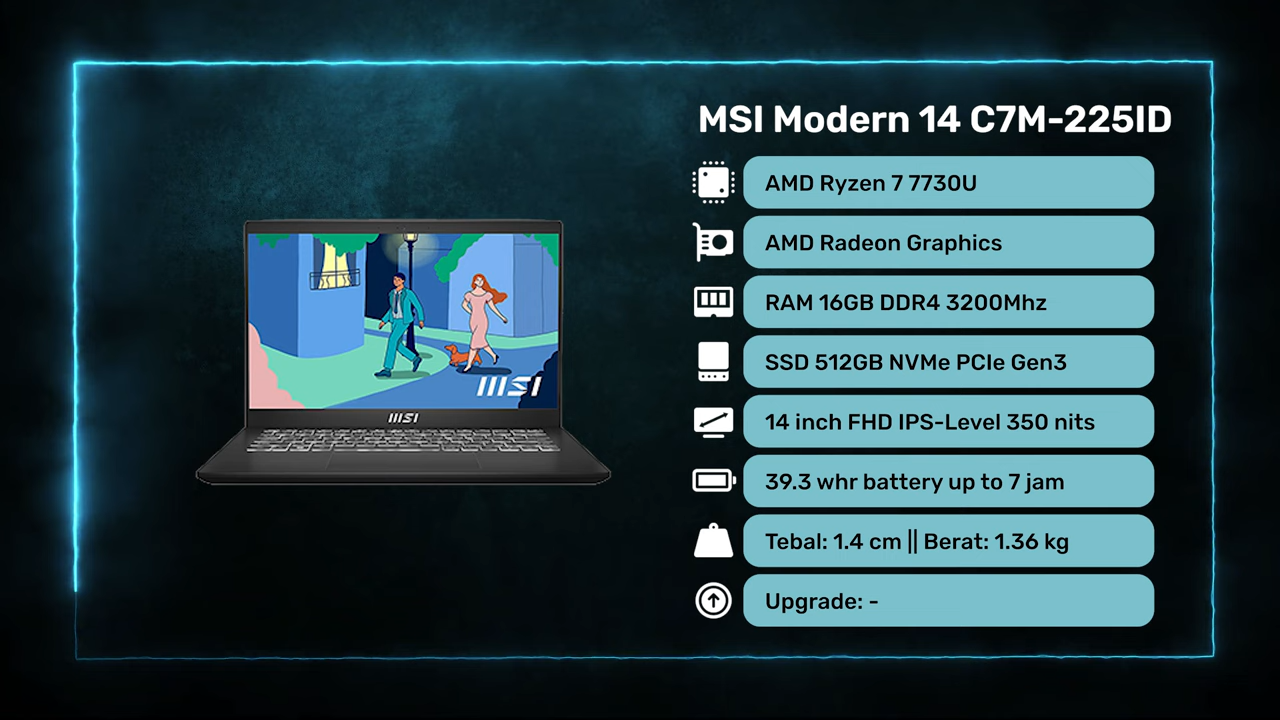 MSI Modern 14 C7M-225ID
AMD Ryzen 7 7730U
AMD Radeon Graphics
RAM 16GB DDR4 3200Mhz
SSD 512GB NVMe PCIe Gen3
14 inch FHD IPS-Level 350 nits
39.3 whr battery up to 7 jam
Tebal: 1.4 cm || Berat: 1.36 kg
Upgrade: -
msi
msi